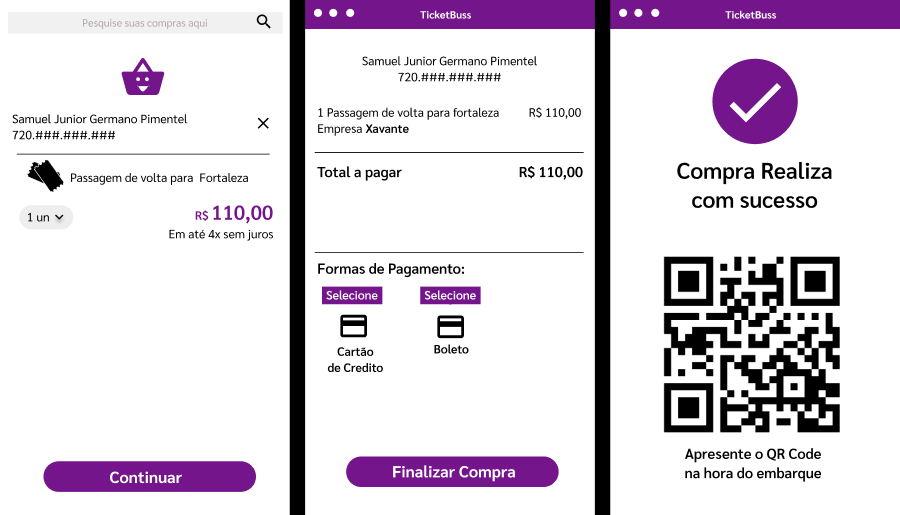 Pesquise suas compras aqui
Samuel Junior Germano Pimentel
720.###.###.###
Passagem de volta para Fortaleza
1 un
R$ 110,00
Em até 4x sem juros
Continuar
TicketBuss
Samuel Junior Germano Pimentel
720.###.###.###
1 Passagem de volta para fortaleza R$ 110,00
Empresa Xavante
Total a pagar R$ 110,00
Formas de Pagamento:
Selecione Selecione
Cartão
de Credito
Boleto
Finalizar Compra
TicketBuss
Compra Realiza
com sucesso
Apresente o QR Code
na hora do embarque